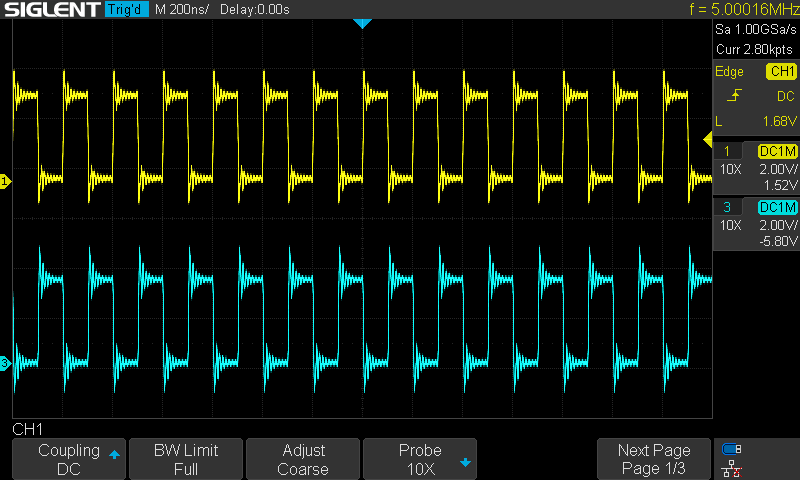 SIGLENT Trig'd M 200ns/ Delay:0.00s f = 5.00016MHz
Sa 1.00GSa/s
Curr 2.80kpts
Edge CH1
DC
L 1.68V
1 DC1M
10X 2.00V/
1.52V
3 DC1M
10X 2.00V/
-5.80V
1
3
CH1
Coupling
DC
BW Limit
Full
Adjust
Coarse
Probe
10X
Next Page
Page 1/3